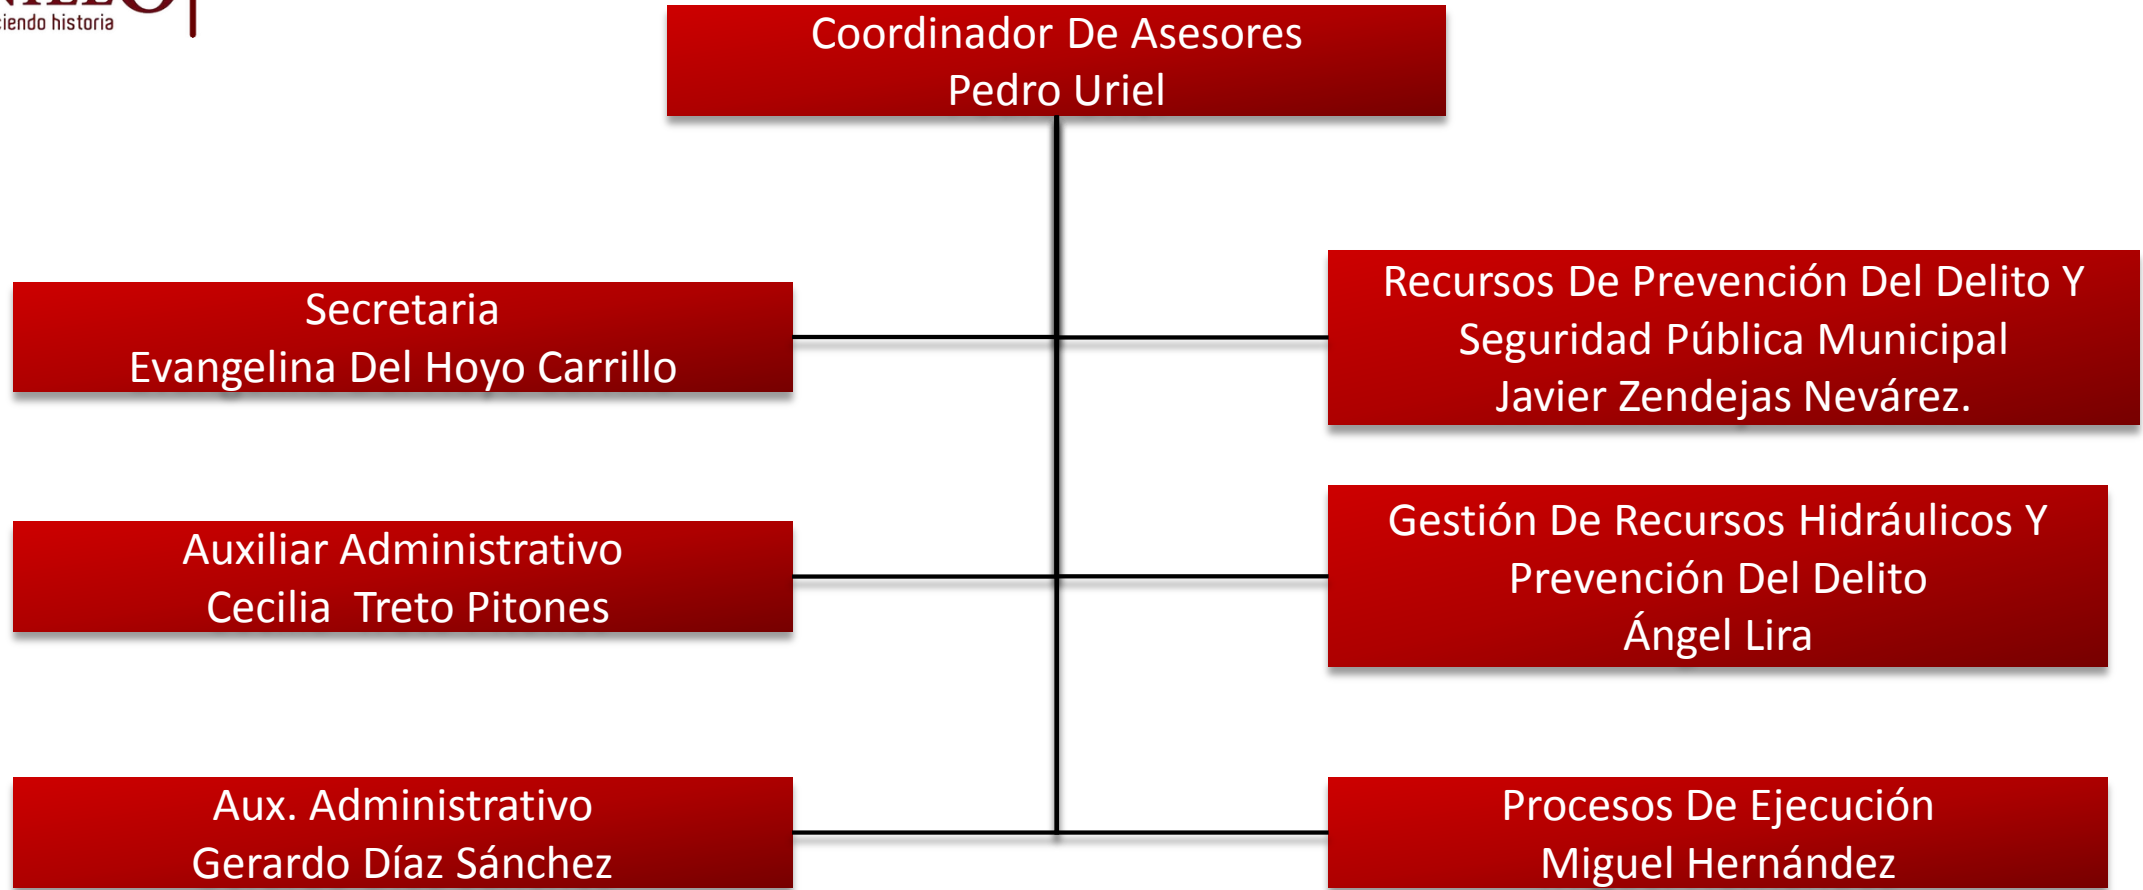 ciendo historia
Coordinador De Asesores
Pedro Uriel
Secretaria
Evangelina Del Hoyo Carrillo
Recursos De Prevención Del Delito Y
Seguridad Pública Municipal
Javier Zendejas Nevárez.
Auxiliar Administrativo
Cecilia  Treto Pitones
Gestión De Recursos Hidráulicos Y
Prevención Del Delito
Ángel Lira
Aux. Administrativo
Gerardo Díaz Sánchez
Procesos De Ejecución
Miguel Hernández